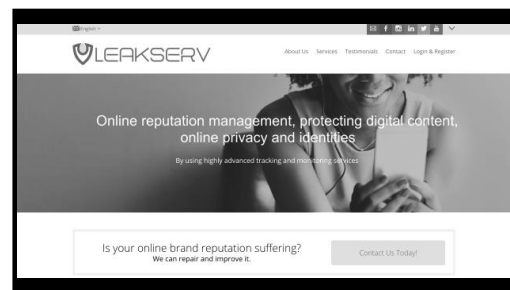 English
LEAKSERV
About Us Services Testimonials Contact Login & Register
Online reputation management, protecting digital content,
online privacy and identities
By using highly advanced tracking and monitoring services
Is your online brand reputation suffering?
We can repair and improve it.
Contact Us Today!